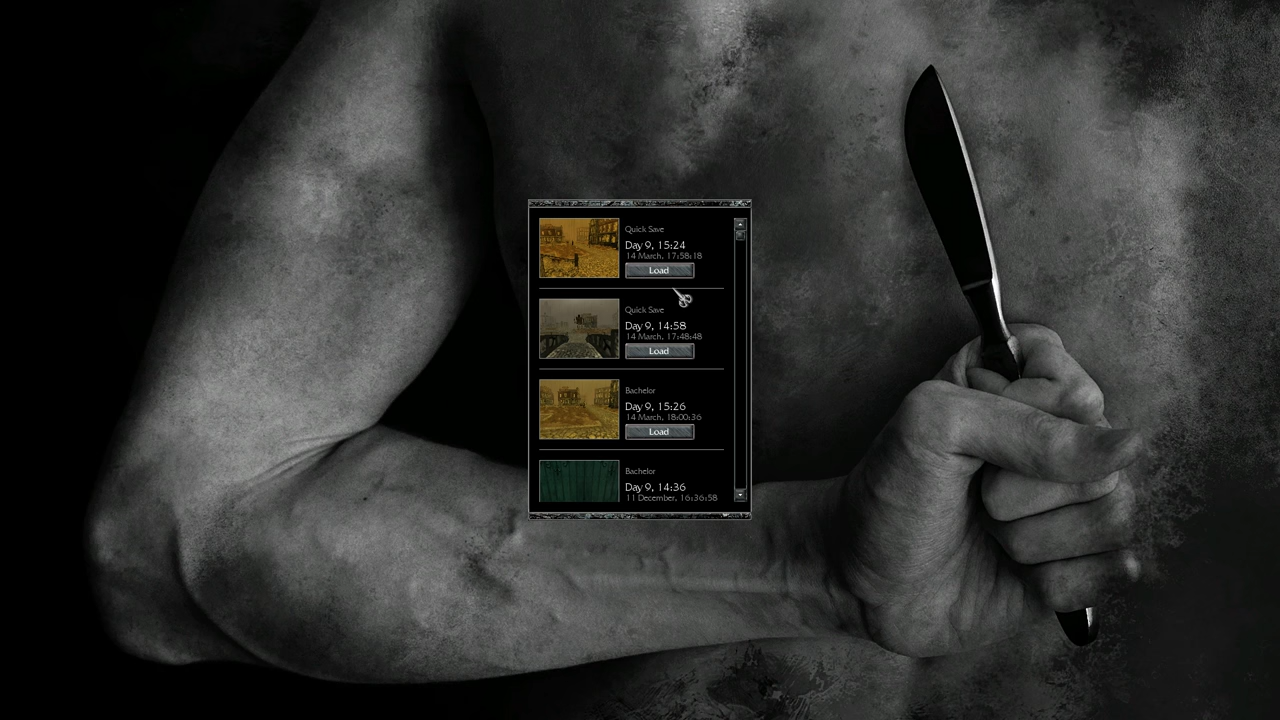 Quick Save
Day 9, 15:24
14 March, 17:58:18
Load
Quick Save
Day 9, 14:58
14 March, 17:48:48
Load
Bachelor
Day 9, 15:26
14 March, 18:00:36
Load
Bachelor
Day 9, 14:36
11 December, 16:36:58